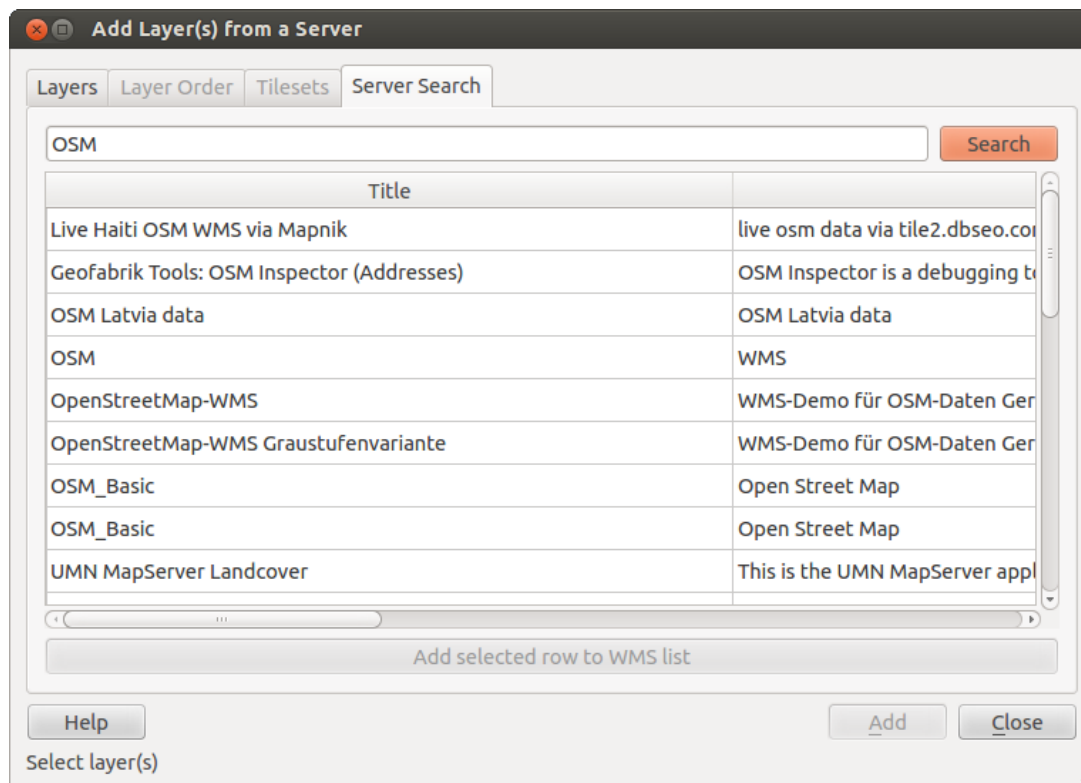 Add Layer(s) from a Server
Layers Layer Order Tilesets Server Search
OSM Search
Title
Live Haiti OSM WMS via Mapnik live osm data via tile2.dbseo.co
Geofabrik Tools: OSM Inspector (Addresses) OSM Inspector is a debugging t
OSM Latvia data OSM Latvia data
OSM WMS
OpenStreetMap-WMS WMS-Demo für OSM-Daten Ger
OpenStreetMap-WMS Graustufenvariante WMS-Demo für OSM-Daten Ger
OSM_Basic Open Street Map
OSM_Basic Open Street Map
UMN MapServer Landcover This is the UMN MapServer appl
Add selected row to WMS list
Help Add Close
Select layer(s)